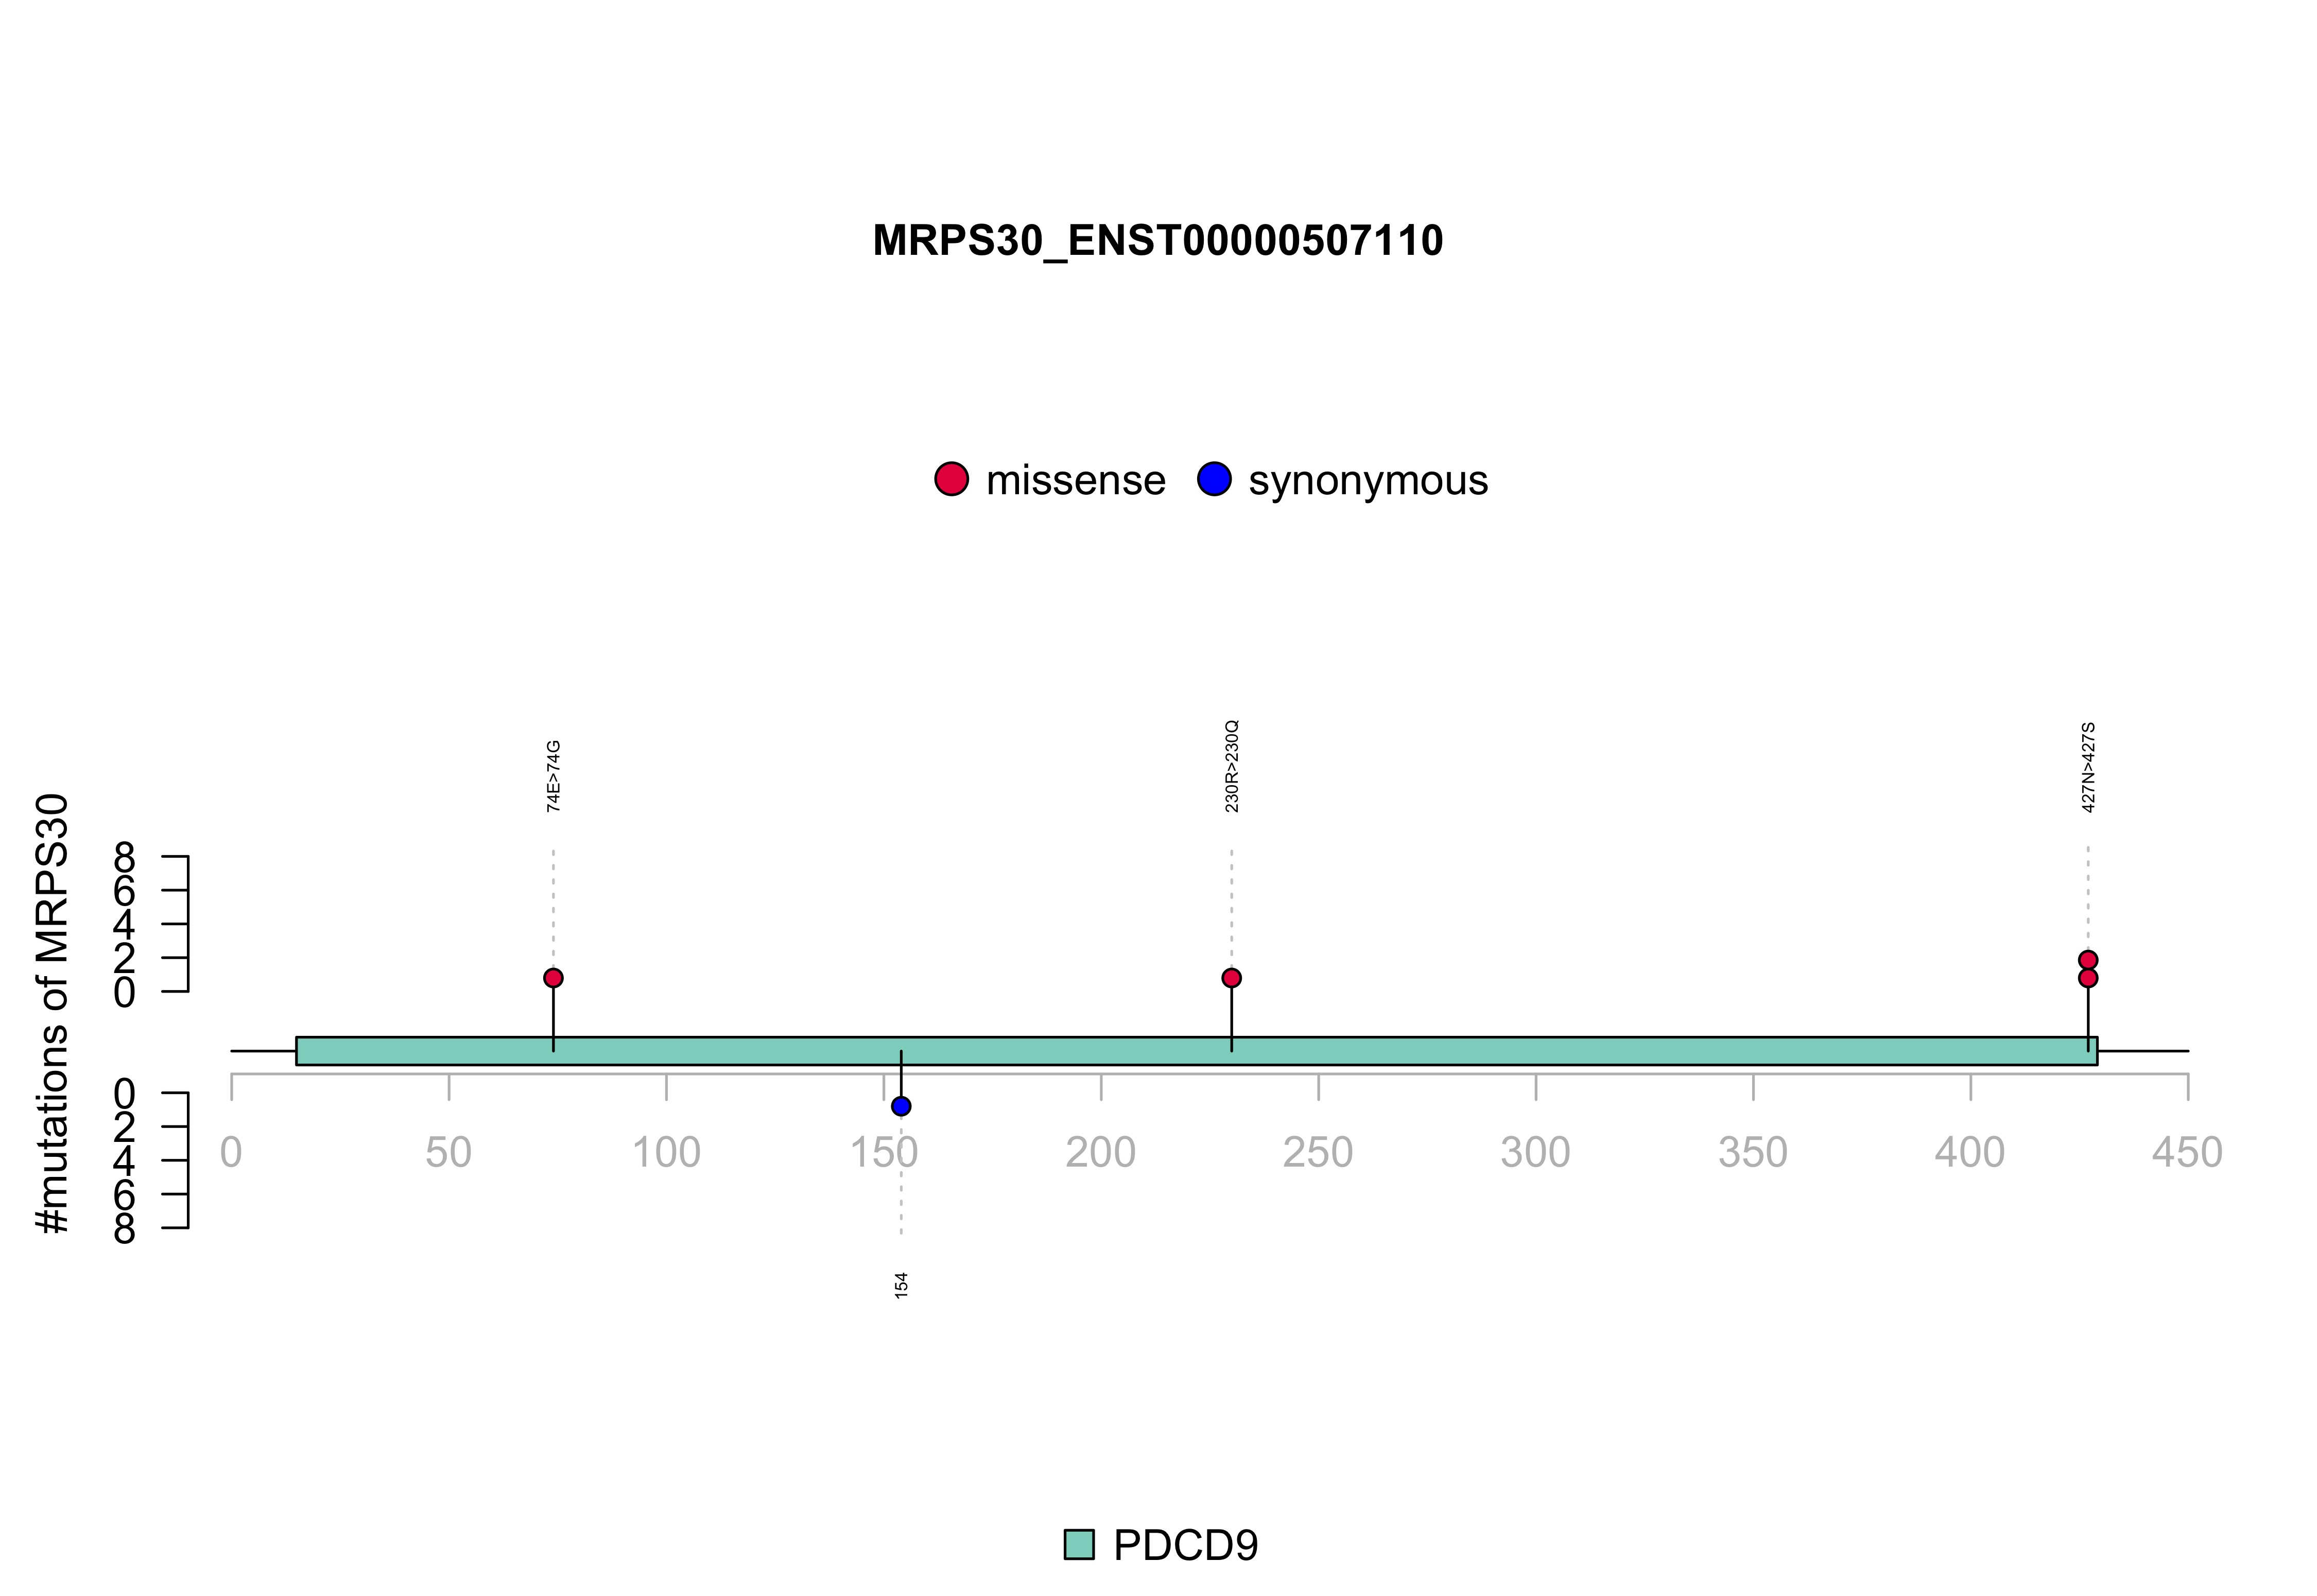 MRPS30_ENST00000507110
missense synonymous
74E>74G 230R>230Q 427N>427S
#mutations of MRPS30
8
6
4
2
0
0
2
4
6
8
0 50 100 150 200 250 300 350 400 450
154
PDCD9